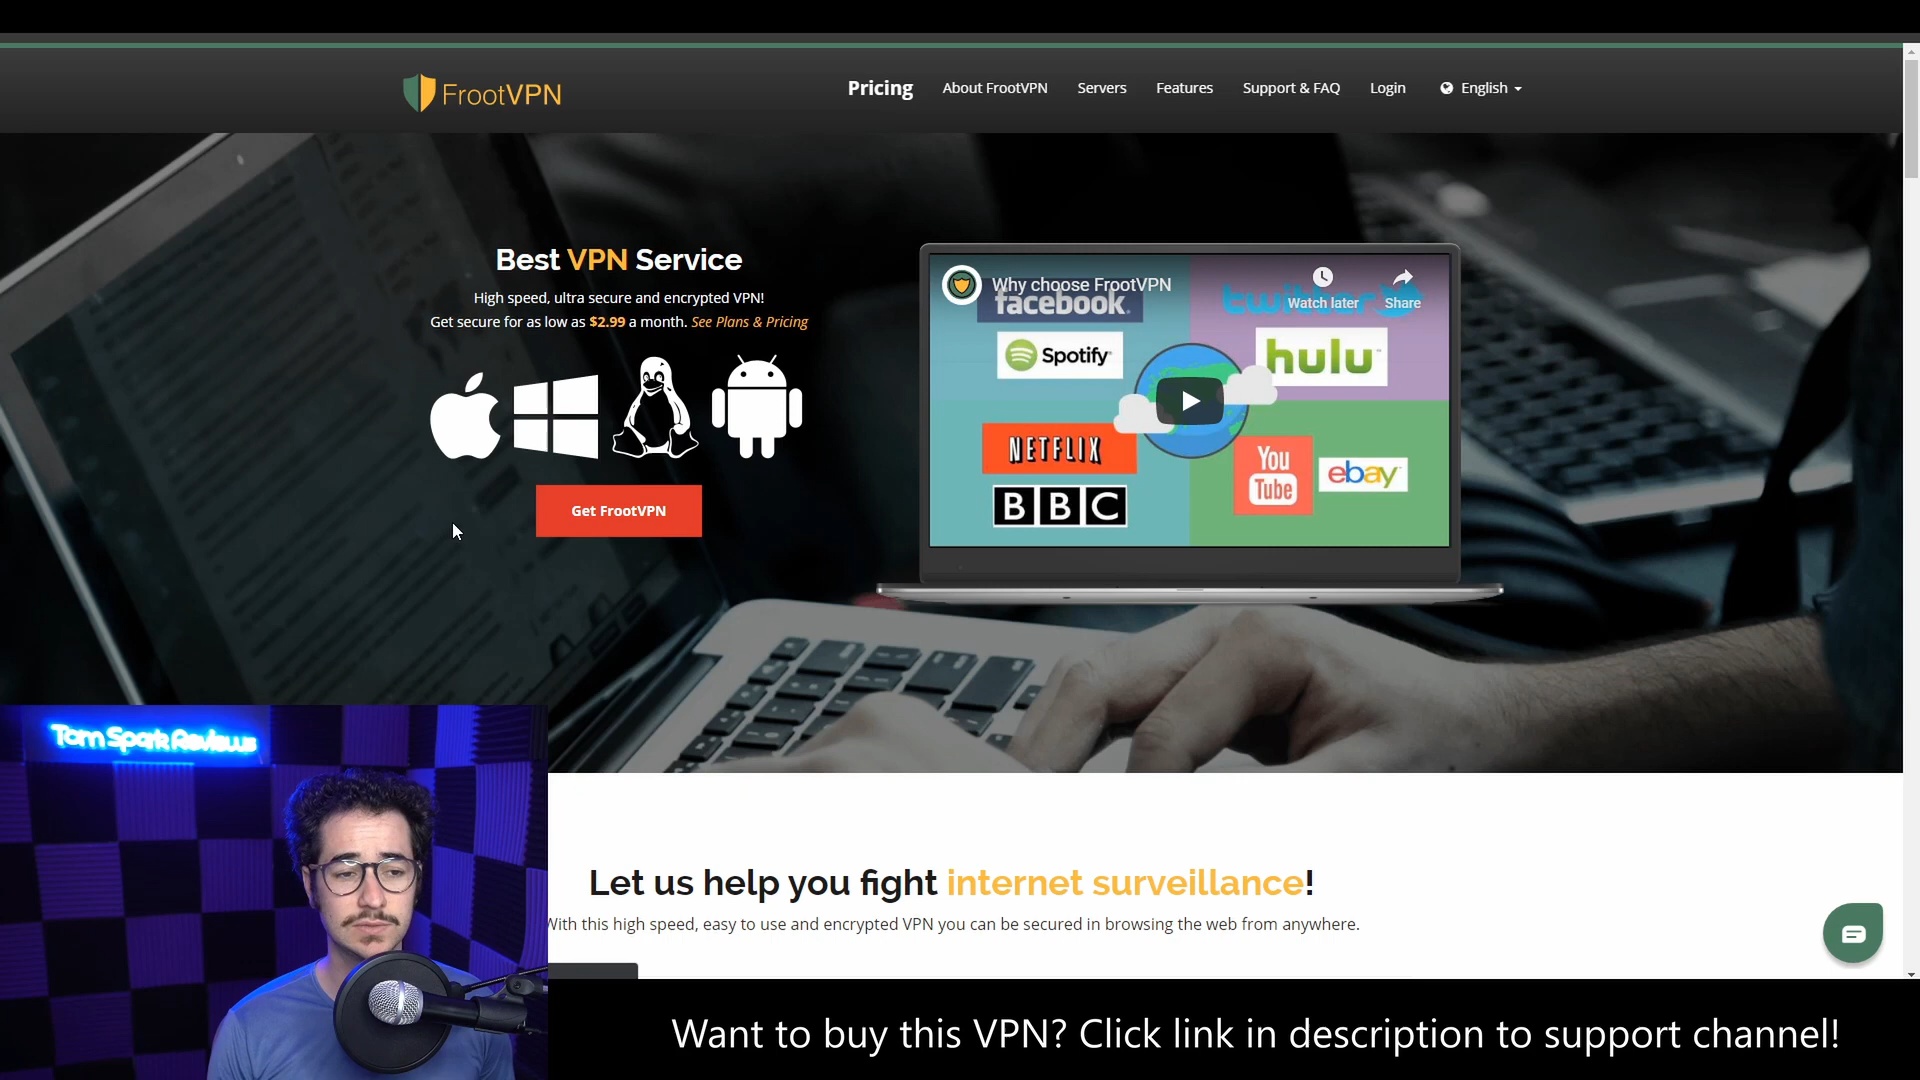 FrootVPN
Pricing About FrootVPN Servers Features Support & FAQ Login English
Best VPN Service
High speed, ultra secure and encrypted VPN!
Get secure for as low as $2.99 a month. See Plans & Pricing
Get FrootVPN
Why choose FrootVPN
Watch later
Share
facebook.
twitter
Spotify
hulu
NETFLIX
BBC
You
Tube
ebay
Tom Spark Reviews
Let us help you fight internet surveillance!
With this high speed, easy to use and encrypted VPN you can be secured in browsing the web from anywhere.
Want to buy this VPN? Click link in description to support channel!